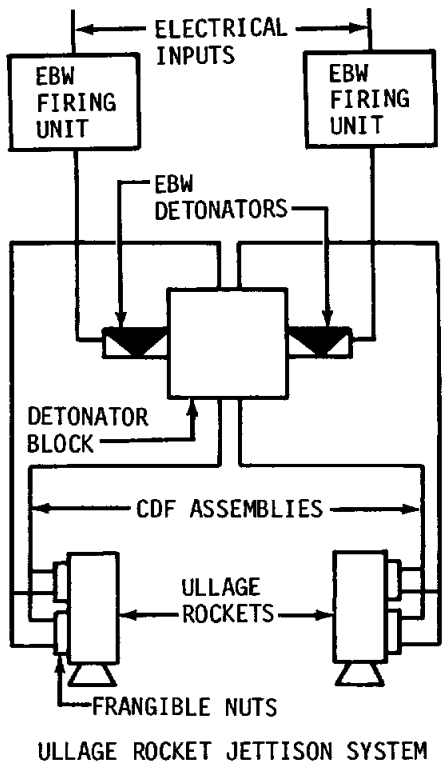 ELECTRICAL
INPUTS
EBW
FIRING
UNIT
EBW
FIRING
UNIT
EBW
DETONATORS
DETONATOR
BLOCK
CDF ASSEMBLIES
ULLAGE
ROCKETS
FRANGIBLE NUTS
ULLAGE ROCKET JETTISON SYSTEM